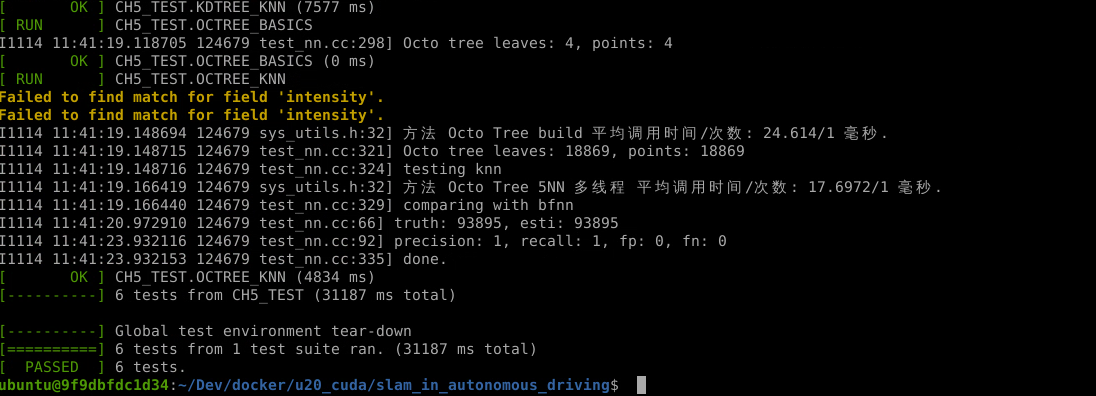 [       OK ] CH5_TEST.KDTREE_KNN (7577 ms)
[ RUN      ] CH5_TEST.OCTREE_BASICS
I1114 11:41:19.118705 124679 test_nn.cc:298] Octo tree leaves: 4, points: 4
[       OK ] CH5_TEST.OCTREE_BASICS (0 ms)
[ RUN      ] CH5_TEST.OCTREE_KNN
Failed to find match for field 'intensity'.
Failed to find match for field 'intensity'.
I1114 11:41:19.148694 124679 sys_utils.h:32] 方法 Octo Tree build 平均调用时间/次数: 24.614/1 毫秒.
I1114 11:41:19.148715 124679 test_nn.cc:321] Octo tree leaves: 18869, points: 18869
I1114 11:41:19.148716 124679 test_nn.cc:324] testing knn
I1114 11:41:19.166419 124679 sys_utils.h:32] 方法 Octo Tree 5NN 多线程 平均调用时间/次数: 17.6972/1 毫秒.
I1114 11:41:19.166440 124679 test_nn.cc:329] comparing with bfnn
I1114 11:41:20.972910 124679 test_nn.cc:66] truth: 93895, esti: 93895
I1114 11:41:23.932116 124679 test_nn.cc:92] precision: 1, recall: 1, fp: 0, fn: 0
I1114 11:41:23.932153 124679 test_nn.cc:335] done.
[       OK ] CH5_TEST.OCTREE_KNN (4834 ms)
[----------] 6 tests from CH5_TEST (31187 ms total)
[----------] Global test environment tear-down
[==========] 6 tests from 1 test suite ran. (31187 ms total)
[  PASSED  ] 6 tests.
ubuntu@9f9dbfdc1d34:~/Dev/docker/u20_cuda/slam_in_autonomous_driving$